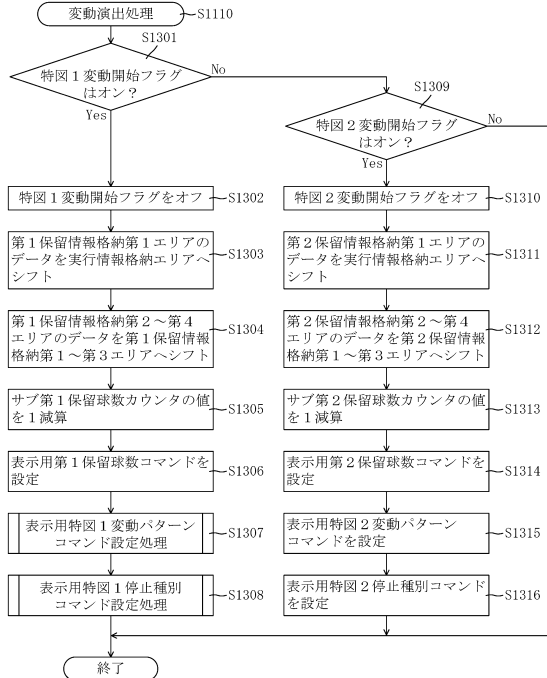 変動演出処理
S1110
S1301
特図1変動開始フラグ
はオン？
No
Yes
S1309
特図2変動開始フラグ
はオン？
No
Yes
特図1変動開始フラグをオフ
S1302
第1保留情報格納第1エリアの
データを実行情報格納エリアへ
シフト
S1303
第1保留情報格納第2～第4
エリアのデータを第1保留情報
格納第1～第3エリアへシフト
S1304
サブ第1保留球数カウンタの値
を1減算
S1305
表示用第1保留球数コマンドを
設定
S1306
表示用特図1変動パターン
コマンド設定処理
S1307
表示用特図1停止種別
コマンド設定処理
S1308
特図2変動開始フラグをオフ
S1310
第2保留情報格納第1エリアの
データを実行情報格納エリアへ
シフト
S1311
第2保留情報格納第2～第4
エリアのデータを第2保留情報
格納第1～第3エリアへシフト
S1312
サブ第2保留球数カウンタの値
を1減算
S1313
表示用第2保留球数コマンドを
設定
S1314
表示用特図2変動パターン
コマンドを設定
S1315
表示用特図2停止種別コマンド
を設定
S1316
終了